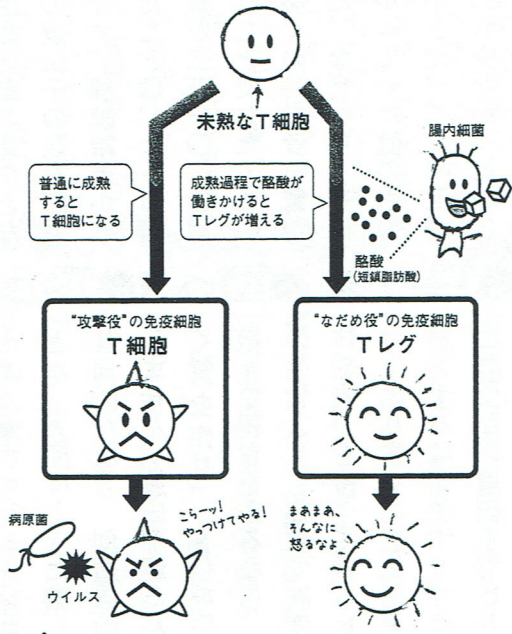 未熟なT細胞
腸内細菌
普通に成熟
すると
T細胞になる
成熟過程で酪酸が
働きかけると
Tレグが増える
酪酸
(短鎖脂肪酸)
“攻撃役”の免疫細胞
T細胞
“なだめ役”の免疫細胞
Tレグ
病原菌
ウイルス
こらーッ!
やっつけてやる!
まあまあ、
そんなに
怒るなよ